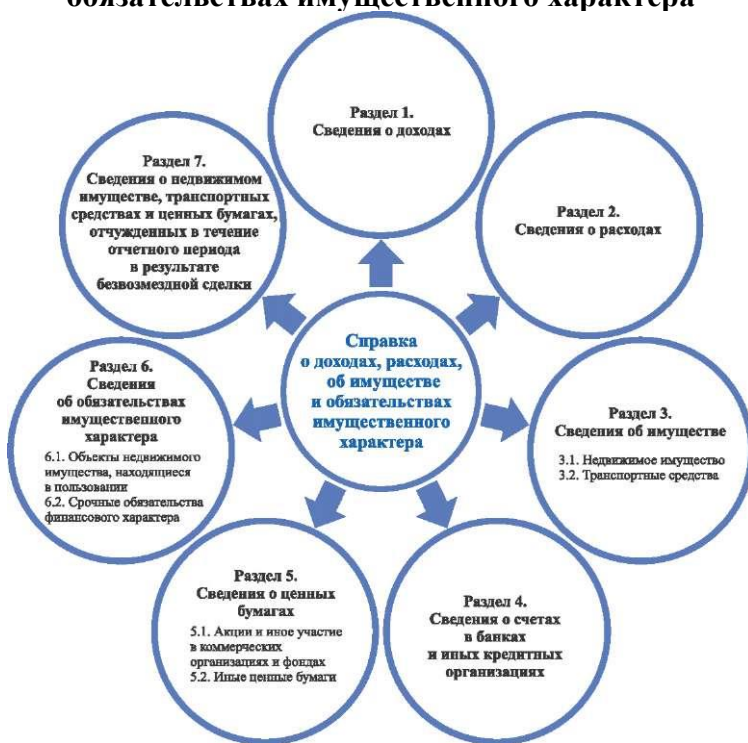 обязательствах имущественного характера
Раздел 1.
Сведения о доходах
Раздел 2.
Сведения о расходах
Раздел 3.
Сведения об имуществе
3.1. Недвижимое имущество
3.2. Транспортные средства
Раздел 4.
Сведения о счетах
в банках
и иных кредитных
организациях
Раздел 5.
Сведения о ценных
бумагах
5.1. Акции и иное участие
в коммерческих
организациях и фондах
5.2. Иные ценные бумаги
Раздел 6.
Сведения
об обязательствах
имущественного
характера
6.1. Объекты недвижимого
имущества, находящиеся
в пользовании
6.2. Срочные обязательства
финансового характера
Раздел 7.
Сведения о недвижимом
имуществе, транспортных
средствах и ценных бумагах,
отчужденных в течение
отчетного периода
в результате
безвозмездной сделки
Справка
о доходах, расходах,
об имуществе
и обязательствах
имущественного
характера